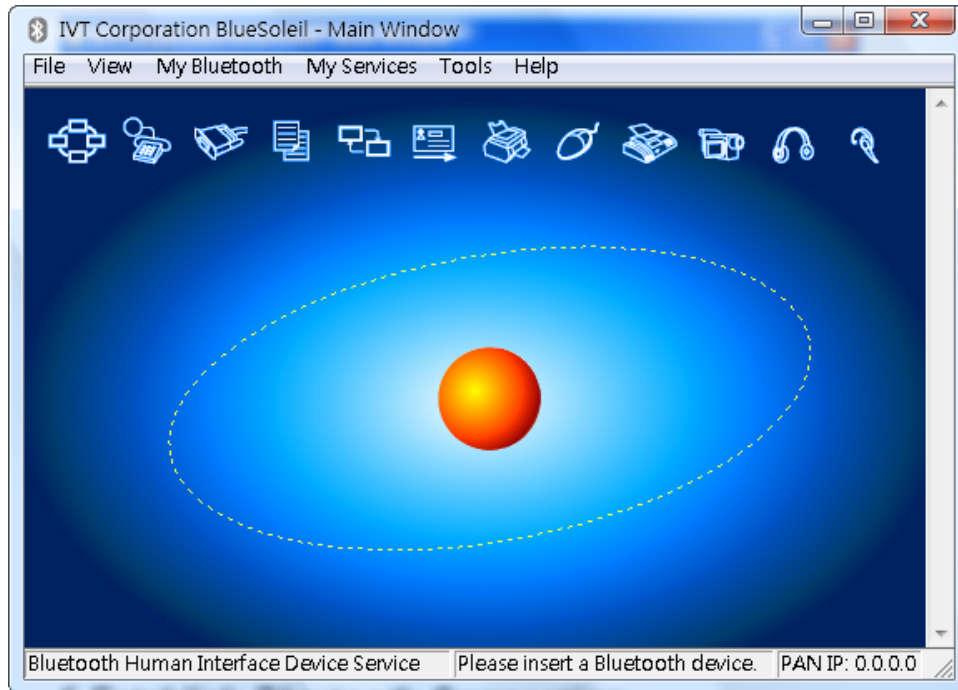 IVT Corporation BlueSoleil - Main Window
File View My Bluetooth My Services Tools Help
Bluetooth Human Interface Device Service Please insert a Bluetooth device. PAN IP: 0.0.0.0